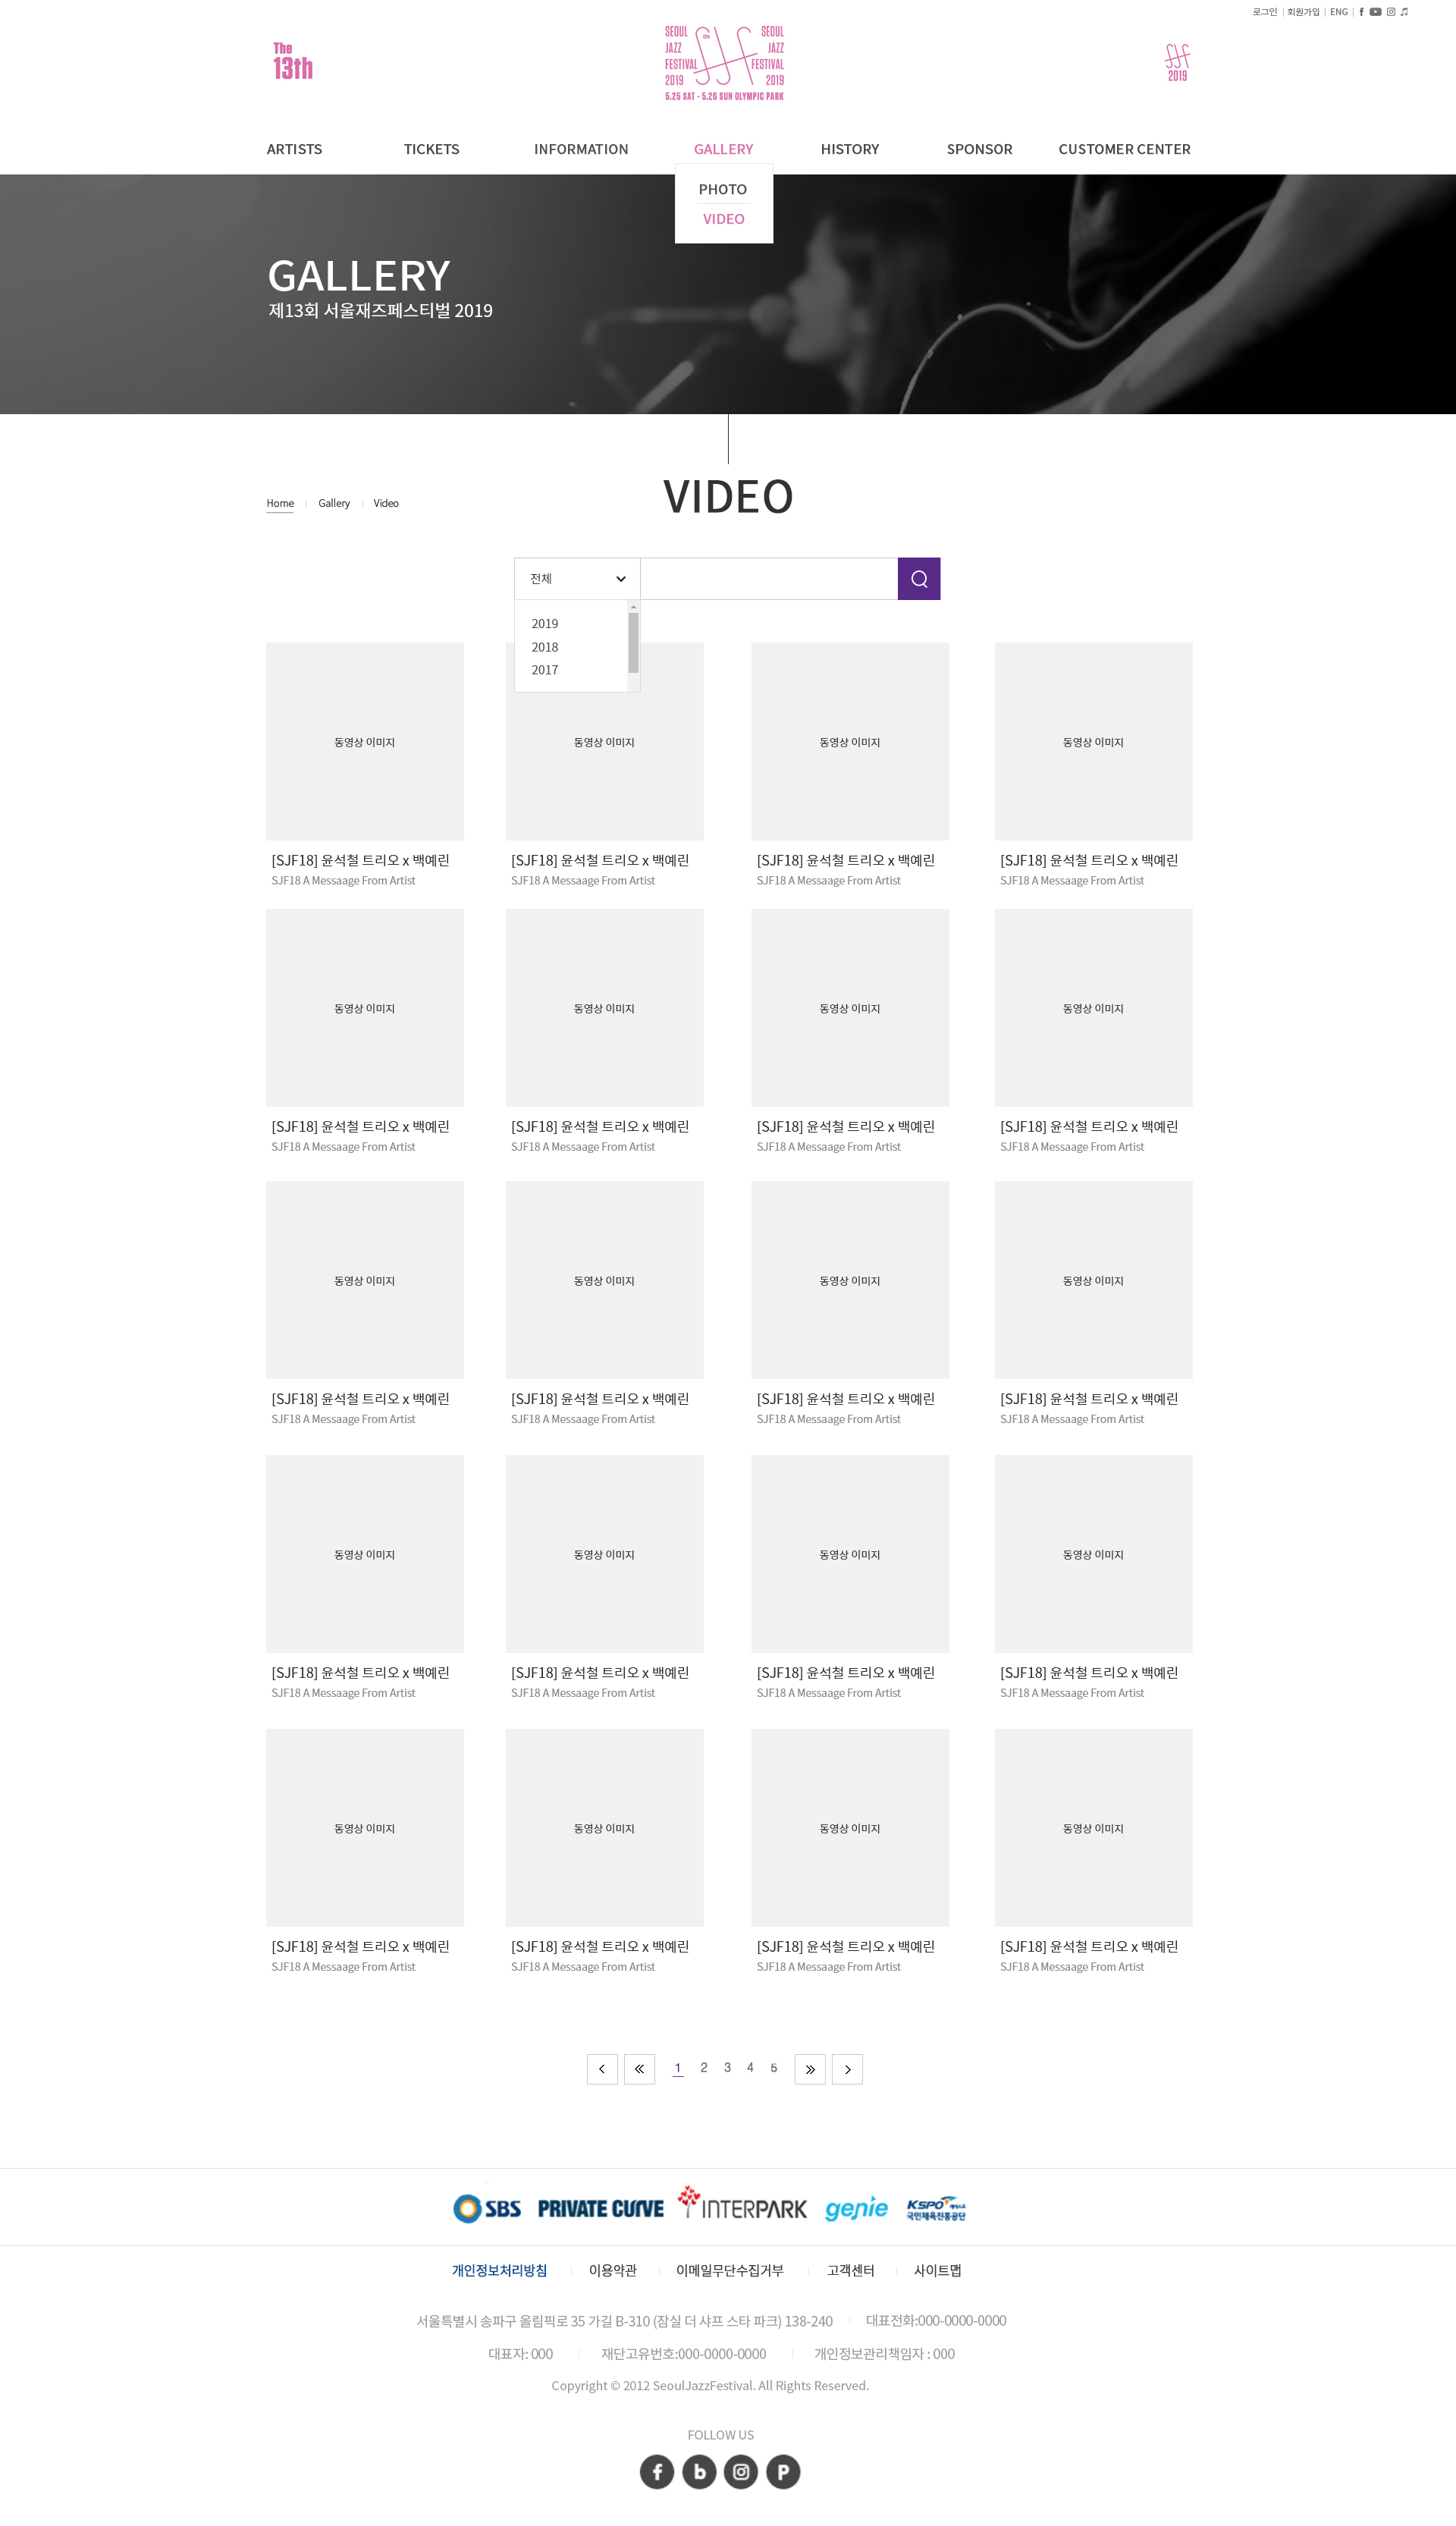 로그인 | 회원가입 | ENG |
The
13th
SEOUL JAZZ FESTIVAL 2019
SEOUL JAZZ FESTIVAL 2019
5.25 SAT - 5.26 SUN OLYMPIC PARK
2019
ARTISTS TICKETS INFORMATION GALLERY HISTORY SPONSOR CUSTOMER CENTER
PHOTO
VIDEO
GALLERY
제13회 서울재즈페스티벌 2019
VIDEO
Home Gallery Video
전체
2019
2018
2017
동영상 이미지 동영상 이미지 동영상 이미지 동영상 이미지
[SJF18] 윤석철 트리오 x 백예린 [SJF18] 윤석철 트리오 x 백예린 [SJF18] 윤석철 트리오 x 백예린 [SJF18] 윤석철 트리오 x 백예린
SJF18 A Messaage From Artist SJF18 A Messaage From Artist SJF18 A Messaage From Artist SJF18 A Messaage From Artist
동영상 이미지 동영상 이미지 동영상 이미지 동영상 이미지
[SJF18] 윤석철 트리오 x 백예린 [SJF18] 윤석철 트리오 x 백예린 [SJF18] 윤석철 트리오 x 백예린 [SJF18] 윤석철 트리오 x 백예린
SJF18 A Messaage From Artist SJF18 A Messaage From Artist SJF18 A Messaage From Artist SJF18 A Messaage From Artist
동영상 이미지 동영상 이미지 동영상 이미지 동영상 이미지
[SJF18] 윤석철 트리오 x 백예린 [SJF18] 윤석철 트리오 x 백예린 [SJF18] 윤석철 트리오 x 백예린 [SJF18] 윤석철 트리오 x 백예린
SJF18 A Messaage From Artist SJF18 A Messaage From Artist SJF18 A Messaage From Artist SJF18 A Messaage From Artist
동영상 이미지 동영상 이미지 동영상 이미지 동영상 이미지
[SJF18] 윤석철 트리오 x 백예린 [SJF18] 윤석철 트리오 x 백예린 [SJF18] 윤석철 트리오 x 백예린 [SJF18] 윤석철 트리오 x 백예린
SJF18 A Messaage From Artist SJF18 A Messaage From Artist SJF18 A Messaage From Artist SJF18 A Messaage From Artist
동영상 이미지 동영상 이미지 동영상 이미지 동영상 이미지
[SJF18] 윤석철 트리오 x 백예린 [SJF18] 윤석철 트리오 x 백예린 [SJF18] 윤석철 트리오 x 백예린 [SJF18] 윤석철 트리오 x 백예린
SJF18 A Messaage From Artist SJF18 A Messaage From Artist SJF18 A Messaage From Artist SJF18 A Messaage From Artist
1 2 3 4 5
SBS PRIVATE CURVE INTERPARK genie KSPO 국민체육진흥공단
개인정보처리방침 이용약관 이메일무단수집거부 고객센터 사이트맵
서울특별시 송파구 올림픽로 35 가길 B-310 (잠실 더 샤프 스타 파크) 138-240 대표전화:000-0000-0000
대표자: 000 재단고유번호:000-0000-0000 개인정보관리책임자 : 000
Copyright © 2012 SeoulJazzFestival. All Rights Reserved.
FOLLOW US